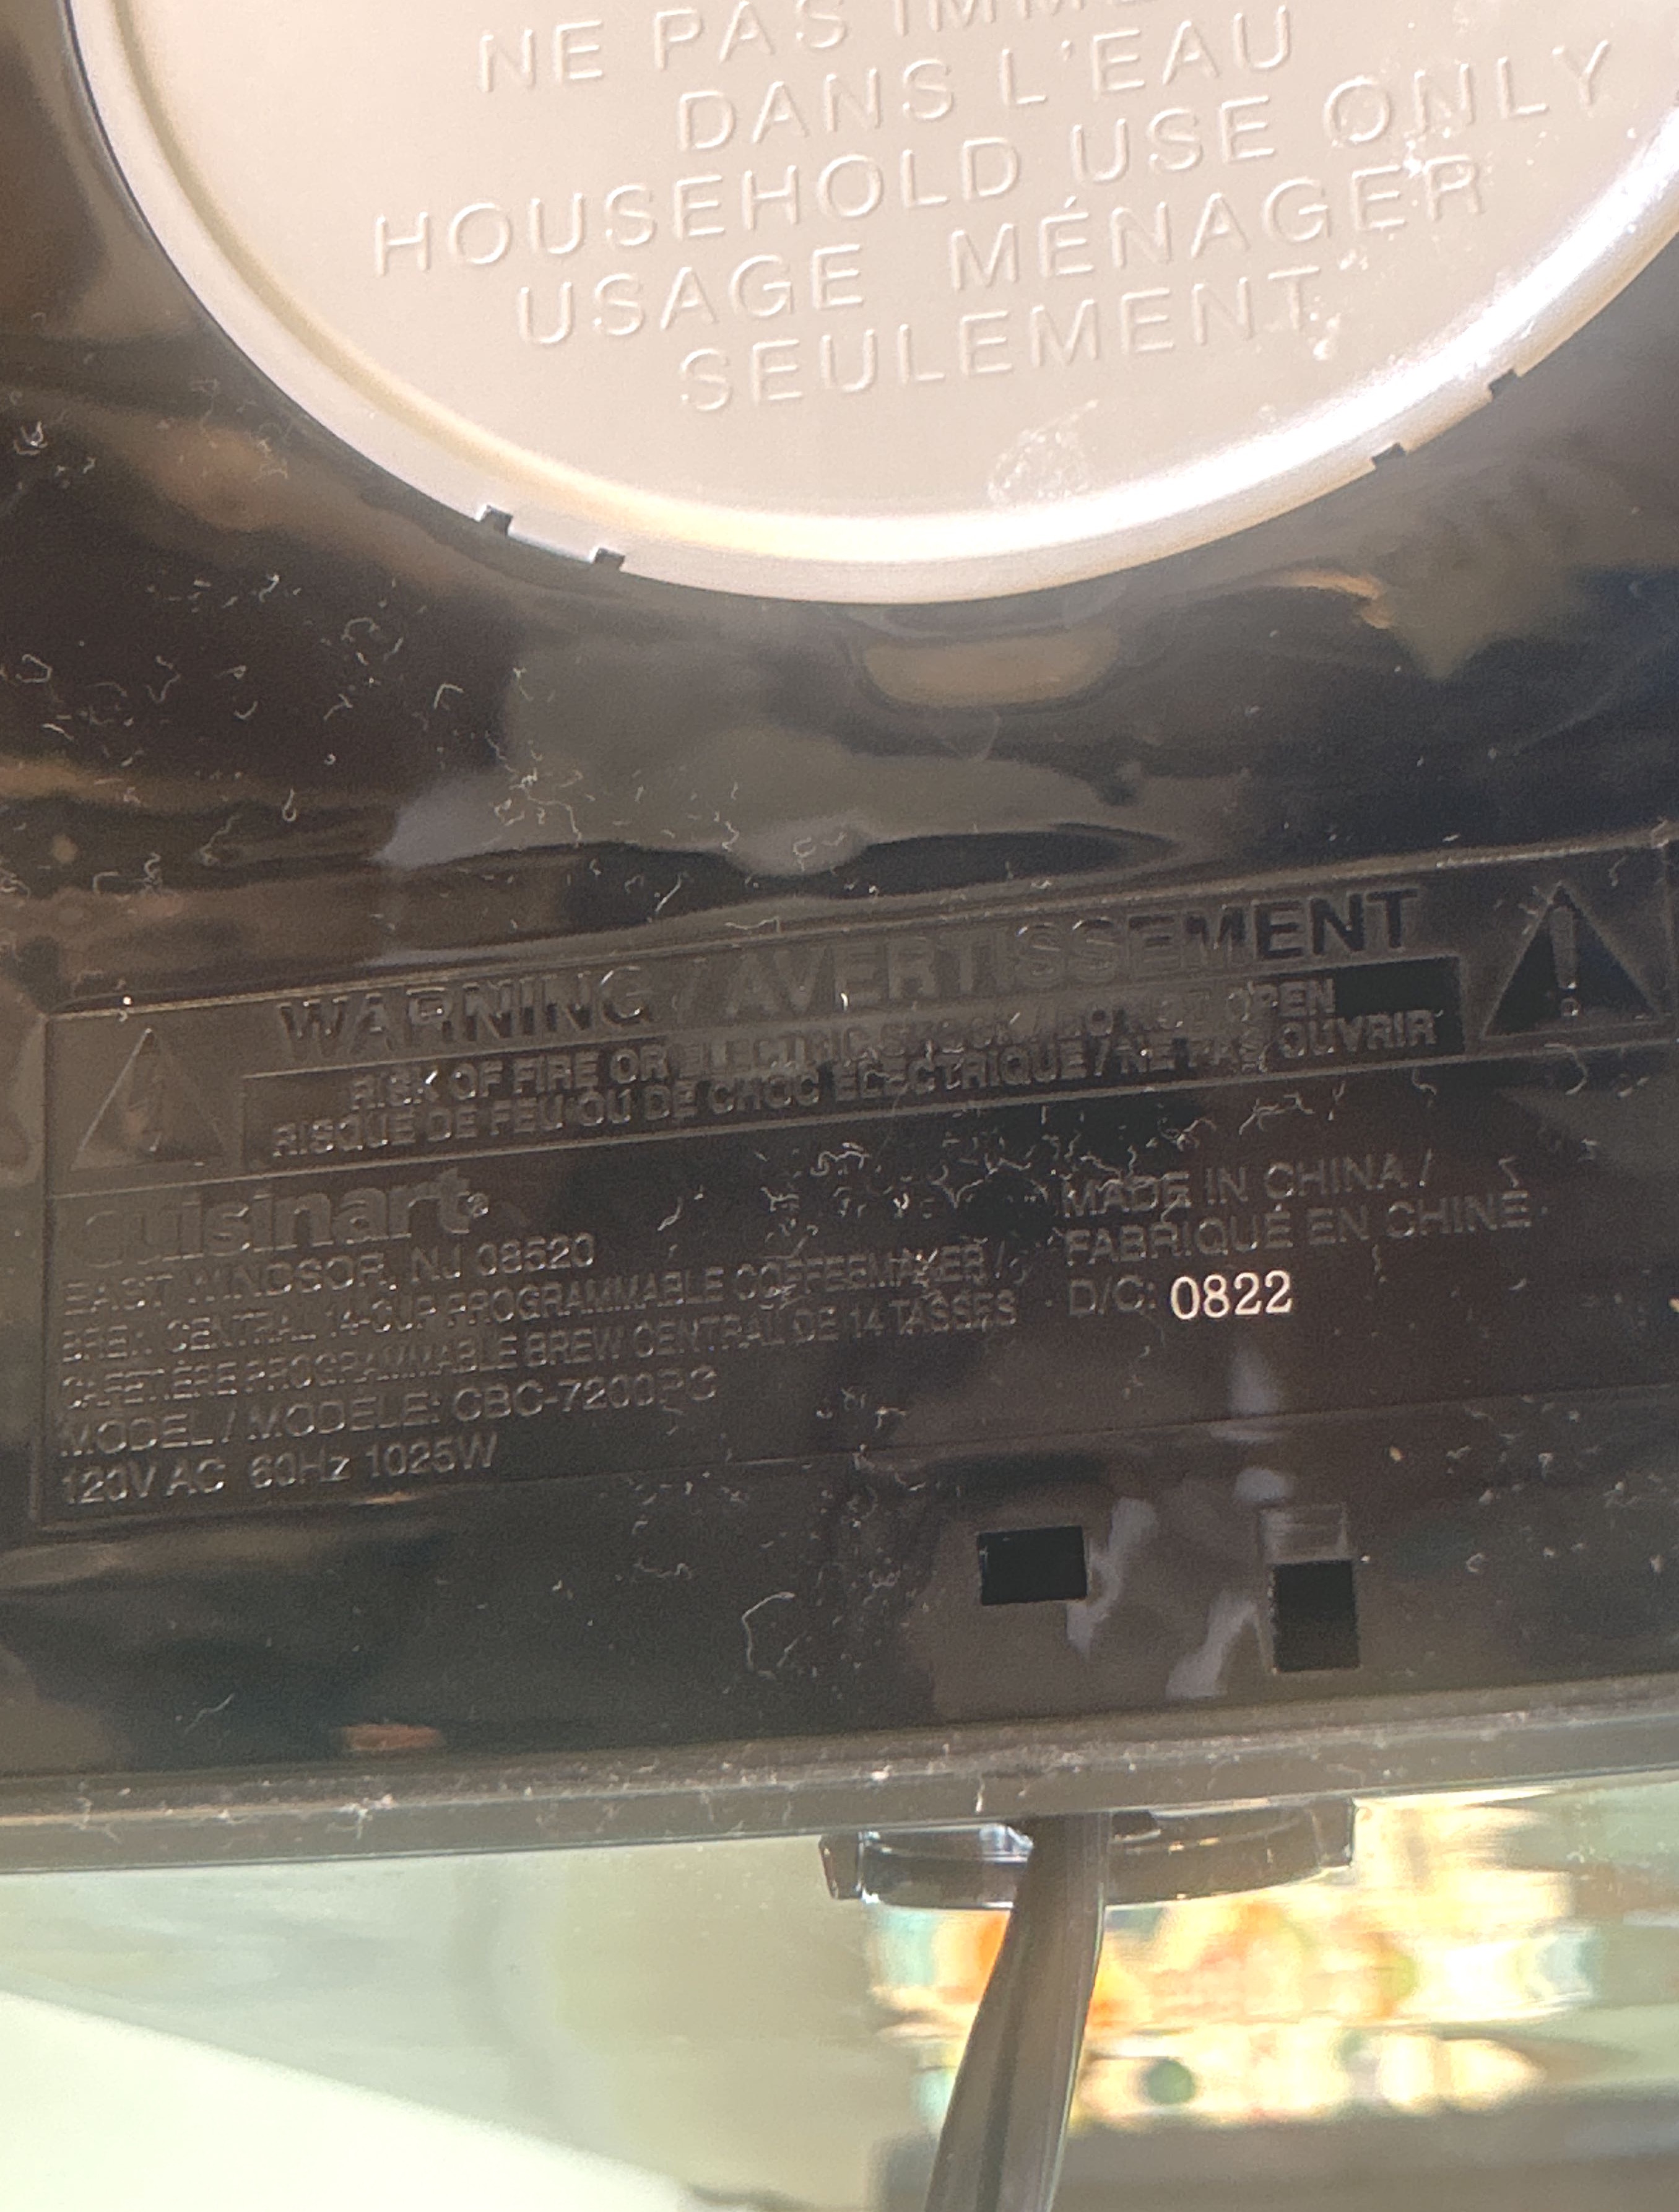 NE PAS
DANS L'EAU
HOUSEHOLD USE ONLY
USAGE MÉNAGER
SEULEMENT
WARNING / AVERTISSEMENT
RISK OF FIRE OR ELECTRIC SHOCK / DO NOT OPEN
RISQUE DE FEU OU DE CHOC ELECTRIQUE / NE PAS OUVRIR
Cuisinart®
EAST WINDSOR, NJ 08520
BREW CENTRAL 14-CUP PROGRAMMABLE COFFEEMAKER /
CAFETIÈRE PROGRAMMABLE BREW CENTRAL DE 14 TASSES
MODEL / MODELE: CBC-7200PC
120V AC 60Hz 1025W
MADE IN CHINA /
FABRIQUÉ EN CHINE
D/C: 0822